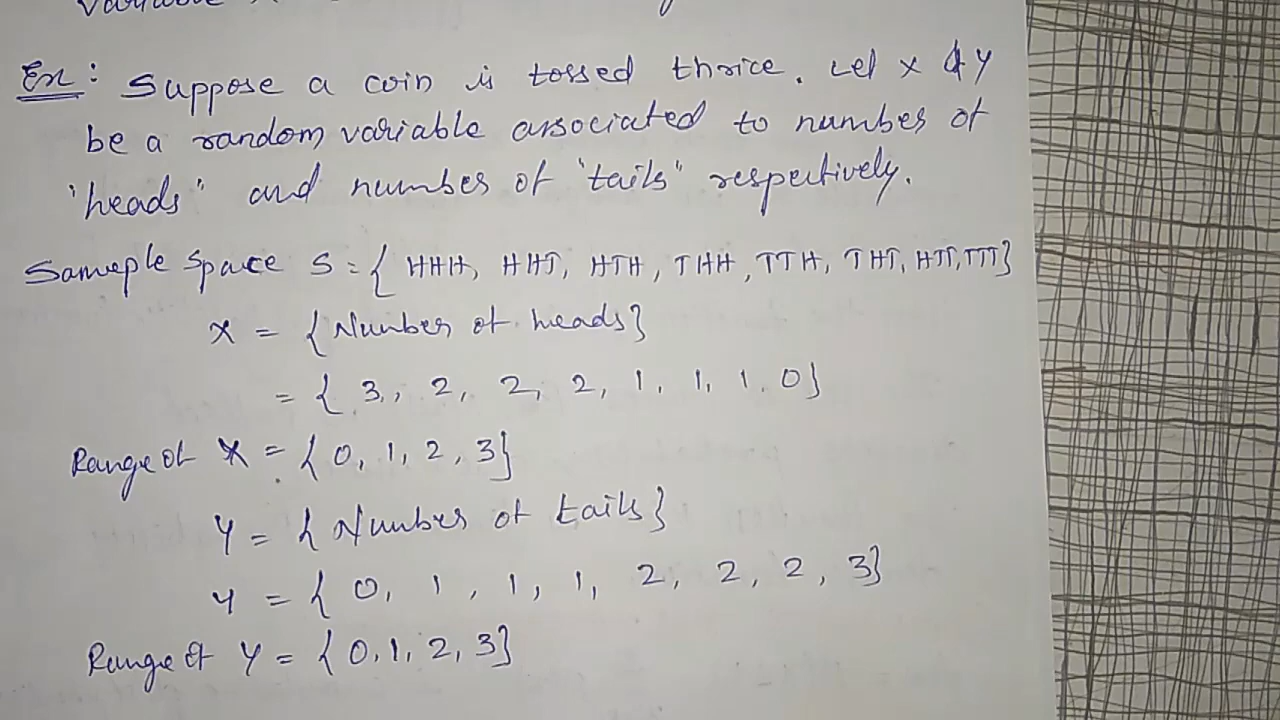 Ex: Suppose a coin is tossed thrice. Let X & Y
be a random variable associated to number of
'heads" and number of 'tails" respectively.
Sameple Space S = { HHH, HHT, HTH, THH, TTH, THT, HTT, TTT}
X = {Number of heads}
= { 3, 2, 2, 2, 1, 1, 1, 0}
Range of X = {0, 1, 2, 3}
Y = { Number of tails}
Y = { 0, 1, 1, 1, 2, 2, 2, 3}
Range of Y = {0, 1, 2, 3}